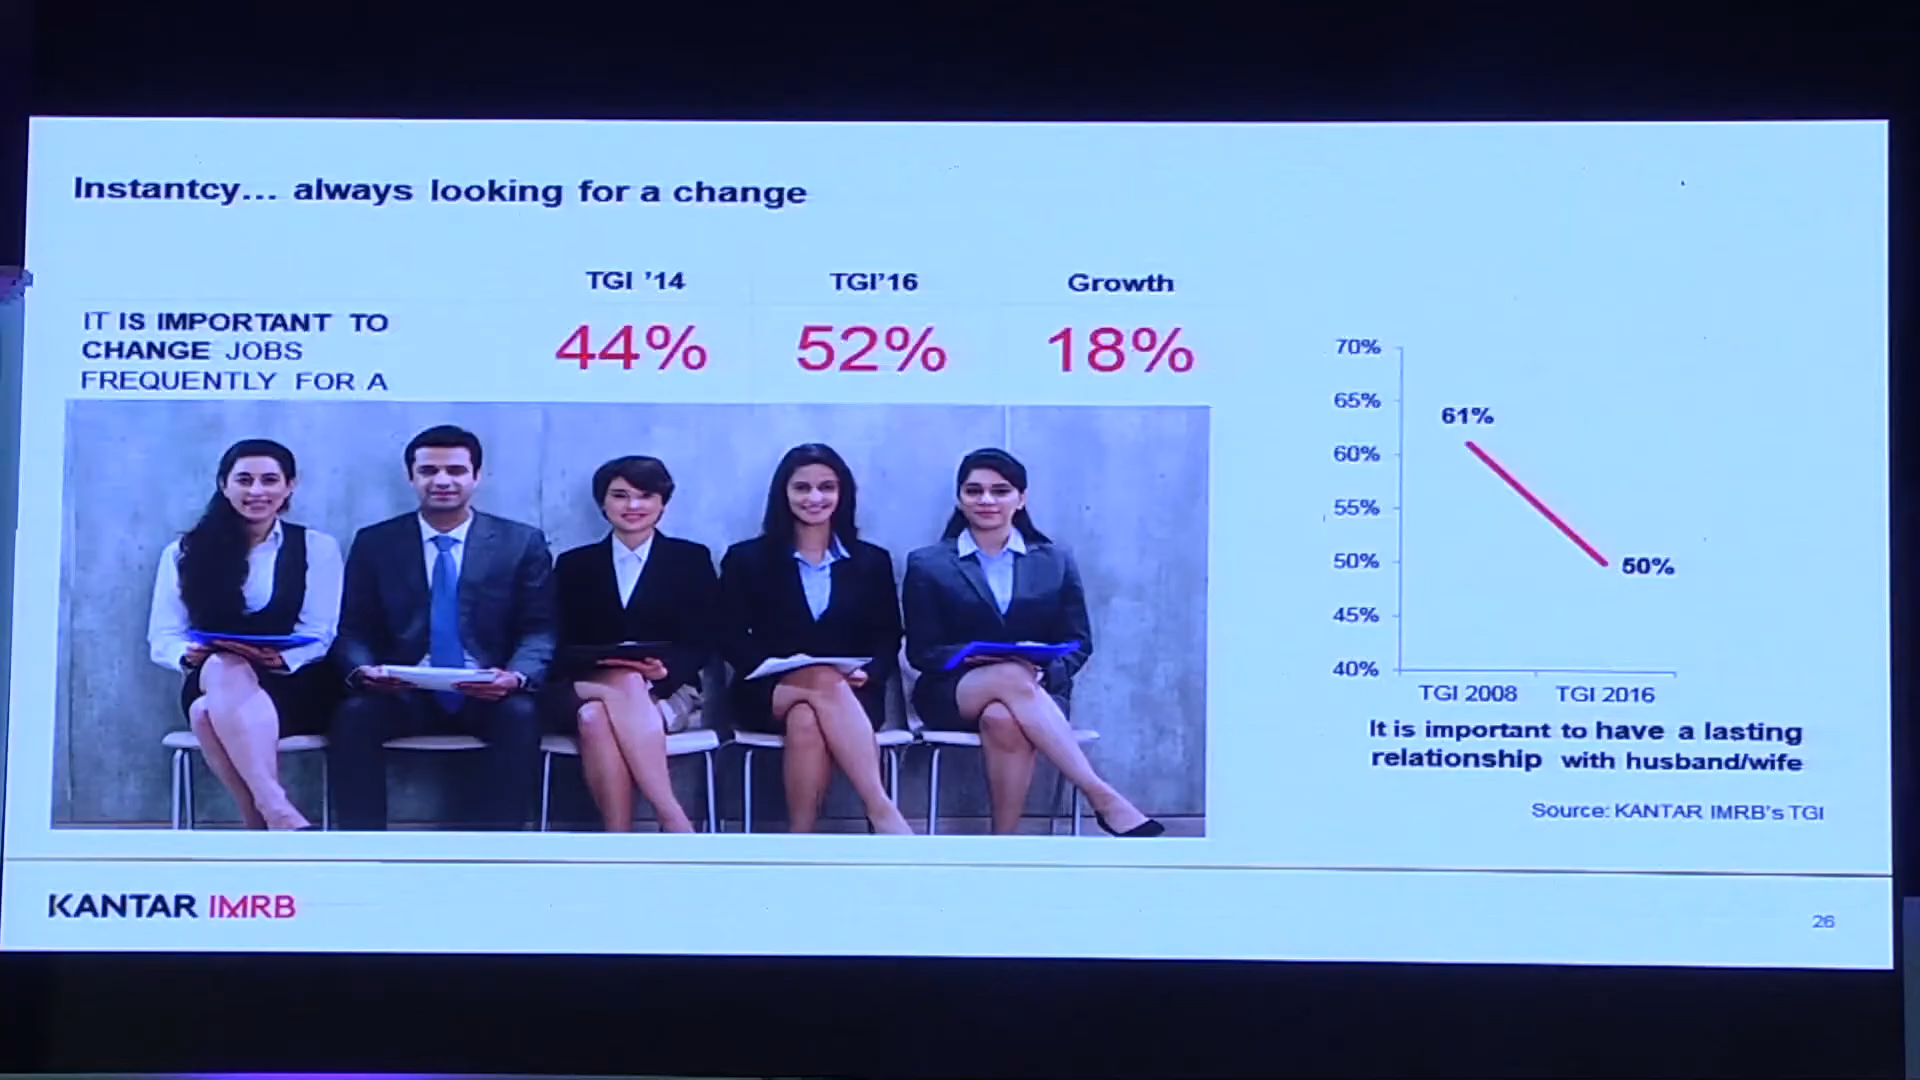 Instantcy... always looking for a change
TGI ’14 TGI’16 Growth
IT IS IMPORTANT TO
CHANGE JOBS
FREQUENTLY FOR A
44% 52% 18%
70%
65%
60%
55%
50%
45%
40%
61%
50%
TGI 2008 TGI 2016
It is important to have a lasting
relationship with husband/wife
Source: KANTAR IMRB's TGI
KANTAR IMRB
26